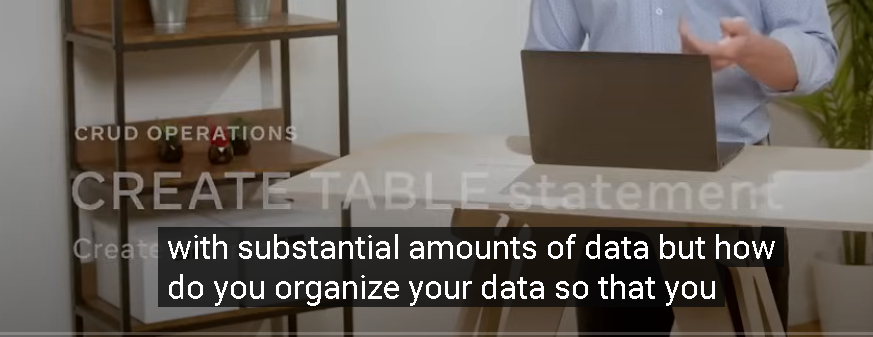 CRUD OPERATIONS
CREATE TABLE statement
Create
with substantial amounts of data but how
do you organize your data so that you